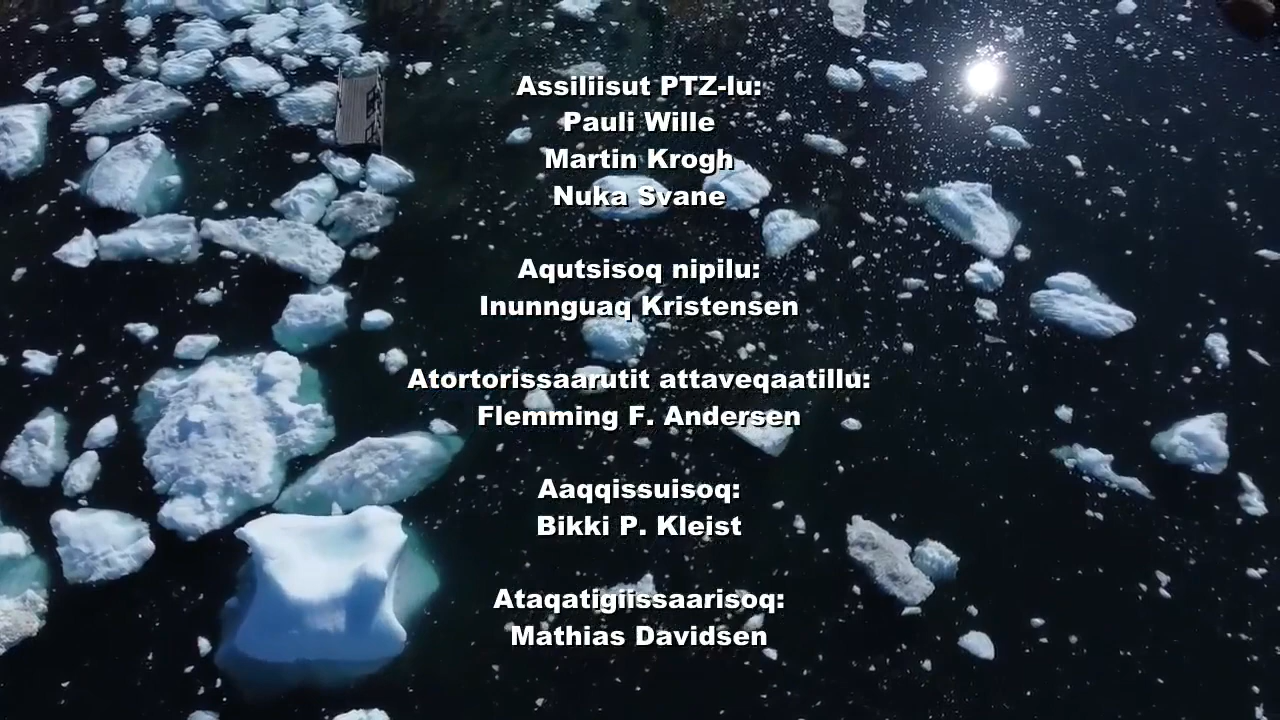 Assiliisut PTZ-lu:
Pauli Wille
Martin Krogh
Nuka Svane
Aqutsisoq nipilu:
Inunnguaq Kristensen
Atortorissaarutit attaveqaatillu:
Flemming F. Andersen
Aaqqissuisoq:
Bikki P. Kleist
Ataqatigiissaarisoq:
Mathias Davidsen